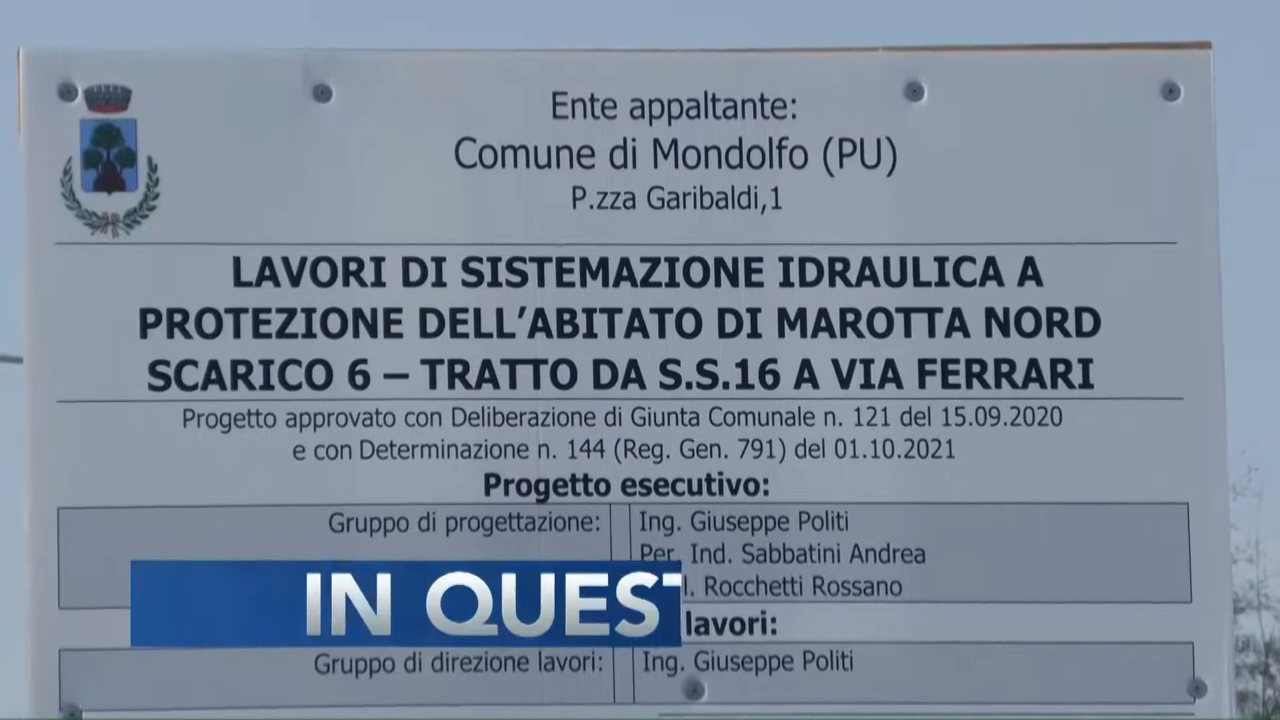 Ente appaltante:
Comune di Mondolfo (PU)
P.zza Garibaldi,1
LAVORI DI SISTEMAZIONE IDRAULICA A
PROTEZIONE DELL'ABITATO DI MAROTTA NORD
SCARICO 6 – TRATTO DA S.S.16 A VIA FERRARI
Progetto approvato con Deliberazione di Giunta Comunale n. 121 del 15.09.2020
e con Determinazione n. 144 (Reg. Gen. 791) del 01.10.2021
Progetto esecutivo:
Gruppo di progettazione: Ing. Giuseppe Politi
Per. Ind. Sabbatini Andrea
l. Rocchetti Rossano
IN QUEST
lavori:
Gruppo di direzione lavori: Ing. Giuseppe Politi